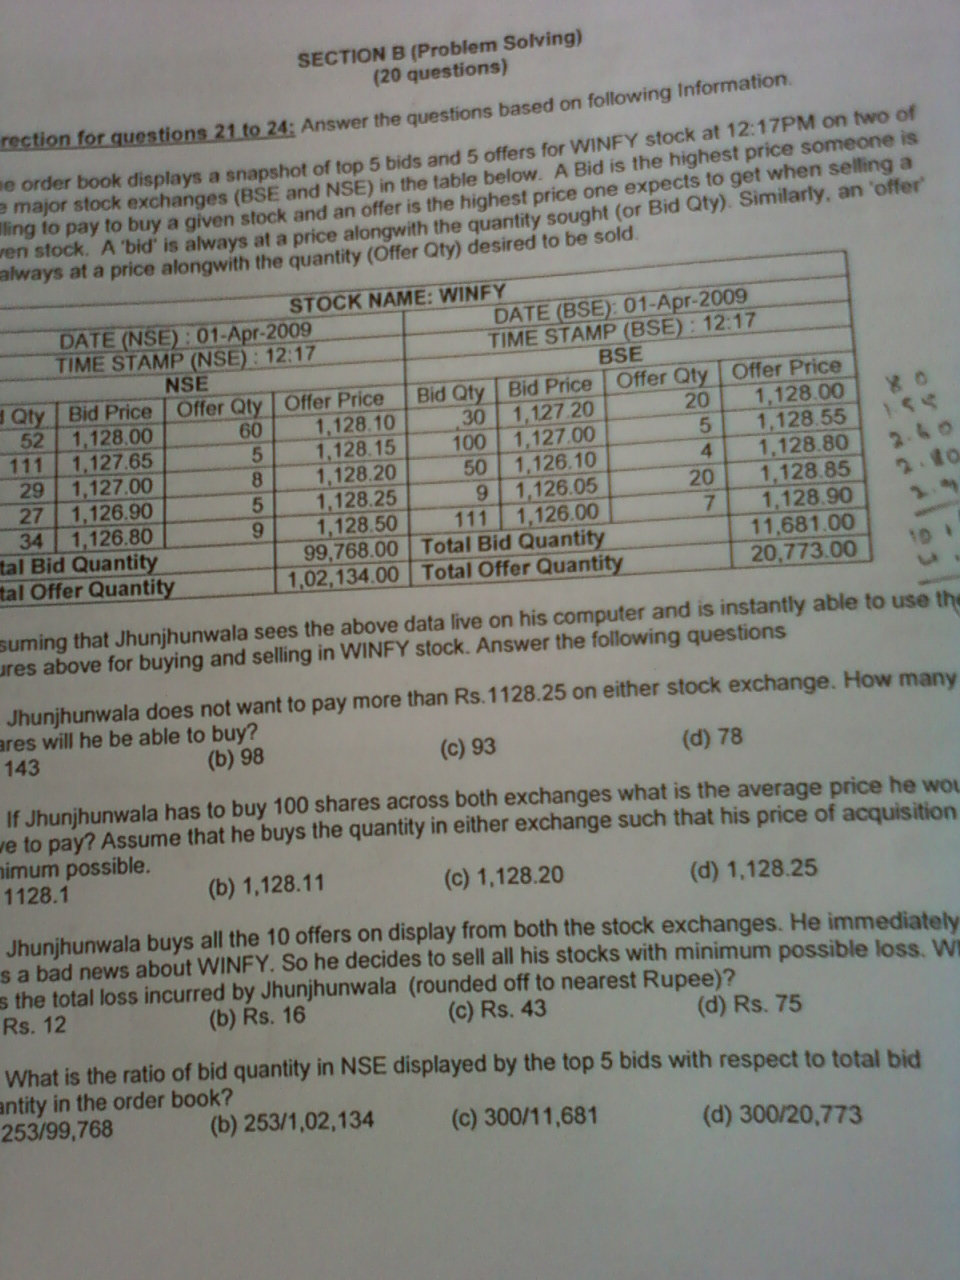 SECTION B (Problem Solving)
(20 questions)
rection for questions 21 to 24: Answer the questions based on following Information.
e order book displays a snapshot of top 5 bids and 5 offers for WINFY stock at 12:17PM on two of
e major stock exchanges (BSE and NSE) in the table below. A Bid is the highest price someone is
lling to pay to buy a given stock and an offer is the highest price one expects to get when selling a
ven stock. A 'bid' is always at a price alongwith the quantity sought (or Bid Qty). Similarly, an 'offer'
always at a price alongwith the quantity (Offer Qty) desired to be sold.
STOCK NAME: WINFY
DATE (NSE) : 01-Apr-2009 DATE (BSE): 01-Apr-2009
TIME STAMP (NSE) : 12:17 TIME STAMP (BSE) : 12:17
NSE BSE
d Qty Bid Price Offer Qty Offer Price Bid Qty Bid Price Offer Qty Offer Price
52 1,128.00 60 1,128.10 30 1,127.20 20 1,128.00
111 1,127.65 5 1,128.15 100 1,127.00 5 1,128.55
29 1,127.00 8 1,128.20 50 1,126.10 4 1,128.80
27 1,126.90 5 1,128.25 9 1,126.05 20 1,128.85
34 1,126.80 9 1,128.50 111 1,126.00 7 1,128.90
tal Bid Quantity 99,768.00 Total Bid Quantity 11,681.00
tal Offer Quantity 1,02,134.00 Total Offer Quantity 20,773.00
suming that Jhunjhunwala sees the above data live on his computer and is instantly able to use the
ures above for buying and selling in WINFY stock. Answer the following questions
Jhunjhunwala does not want to pay more than Rs.1128.25 on either stock exchange. How many
ares will he be able to buy?
143 (b) 98 (c) 93 (d) 78
If Jhunjhunwala has to buy 100 shares across both exchanges what is the average price he wou
ve to pay? Assume that he buys the quantity in either exchange such that his price of acquisition
nimum possible.
1128.1 (b) 1,128.11 (c) 1,128.20 (d) 1,128.25
Jhunjhunwala buys all the 10 offers on display from both the stock exchanges. He immediately
s a bad news about WINFY. So he decides to sell all his stocks with minimum possible loss. Wh
s the total loss incurred by Jhunjhunwala (rounded off to nearest Rupee)?
Rs. 12 (b) Rs. 16 (c) Rs. 43 (d) Rs. 75
What is the ratio of bid quantity in NSE displayed by the top 5 bids with respect to total bid
antity in the order book?
253/99,768 (b) 253/1,02,134 (c) 300/11,681 (d) 300/20,773